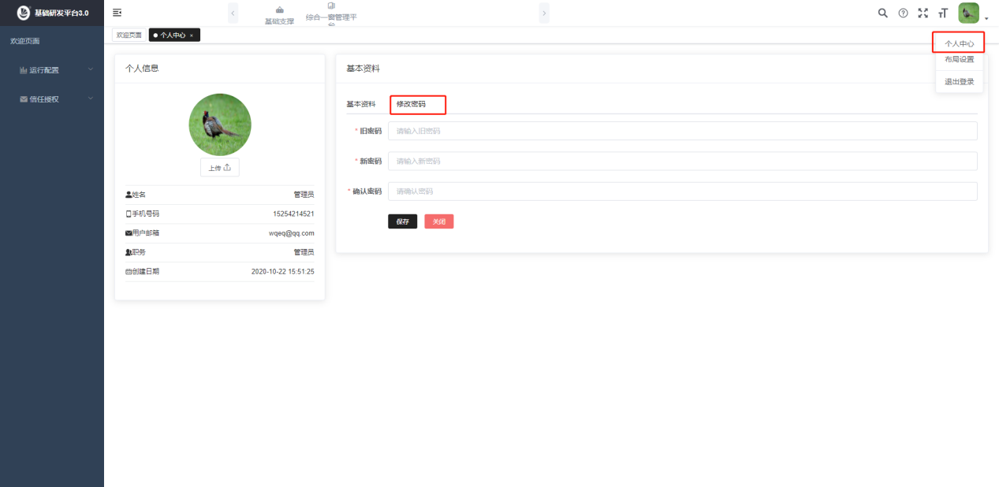 基础研发平台3.0
基础支撑
综合一窗管理平台
欢迎页面
运行配置
信任授权
欢迎页面
个人中心 ×
个人中心
布局设置
退出登录
个人信息
上传
姓名 管理员
手机号码 15254214521
用户邮箱 wqeq@qq.com
职务 管理员
创建日期 2020-10-22 15:51:25
基本资料
基本资料 修改密码
* 旧密码 请输入旧密码
* 新密码 请输入新密码
* 确认密码 请确认密码
保存 关闭